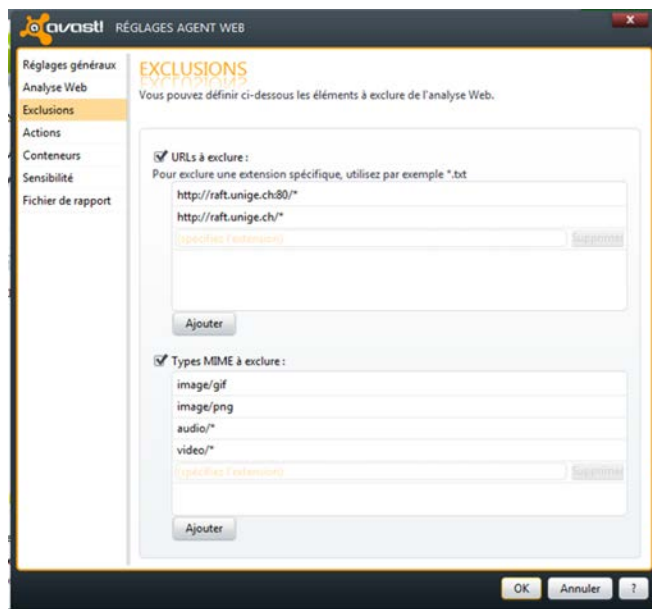 avast! RÉGLAGES AGENT WEB
X
Réglages généraux
Analyse Web
Exclusions
Actions
Conteneurs
Sensibilité
Fichier de rapport
EXCLUSIONS
Vous pouvez définir ci-dessous les éléments à exclure de l'analyse Web.
URLs à exclure :
Pour exclure une extension spécifique, utilisez par exemple *.txt
http://raft.unige.ch:80/*
http://raft.unige.ch/*
(spécifiez l'extension) Supprimer
Ajouter
Types MIME à exclure :
image/gif
image/png
audio/*
video/*
(spécifiez l'extension) Supprimer
Ajouter
OK Annuler ?